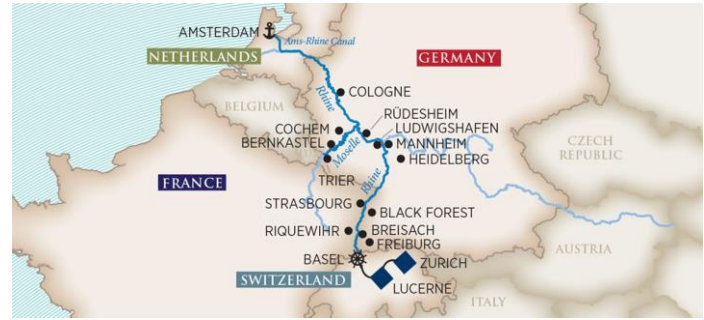 AMSTERDAM
Ams-Rhine Canal
NETHERLANDS
GERMANY
Rhine
COLOGNE
BELGIUM
RÜDESHEIM
COCHEM
LUDWIGSHAFEN
BERNKASTEL
Moselle
MANNHEIM
HEIDELBERG
CZECH
REPUBLIC
TRIER
Rhine
FRANCE
STRASBOURG
BLACK FOREST
RIQUEWIHR
BREISACH
FREIBURG
AUSTRIA
BASEL
ZURICH
SWITZERLAND
LUCERNE
ITALY